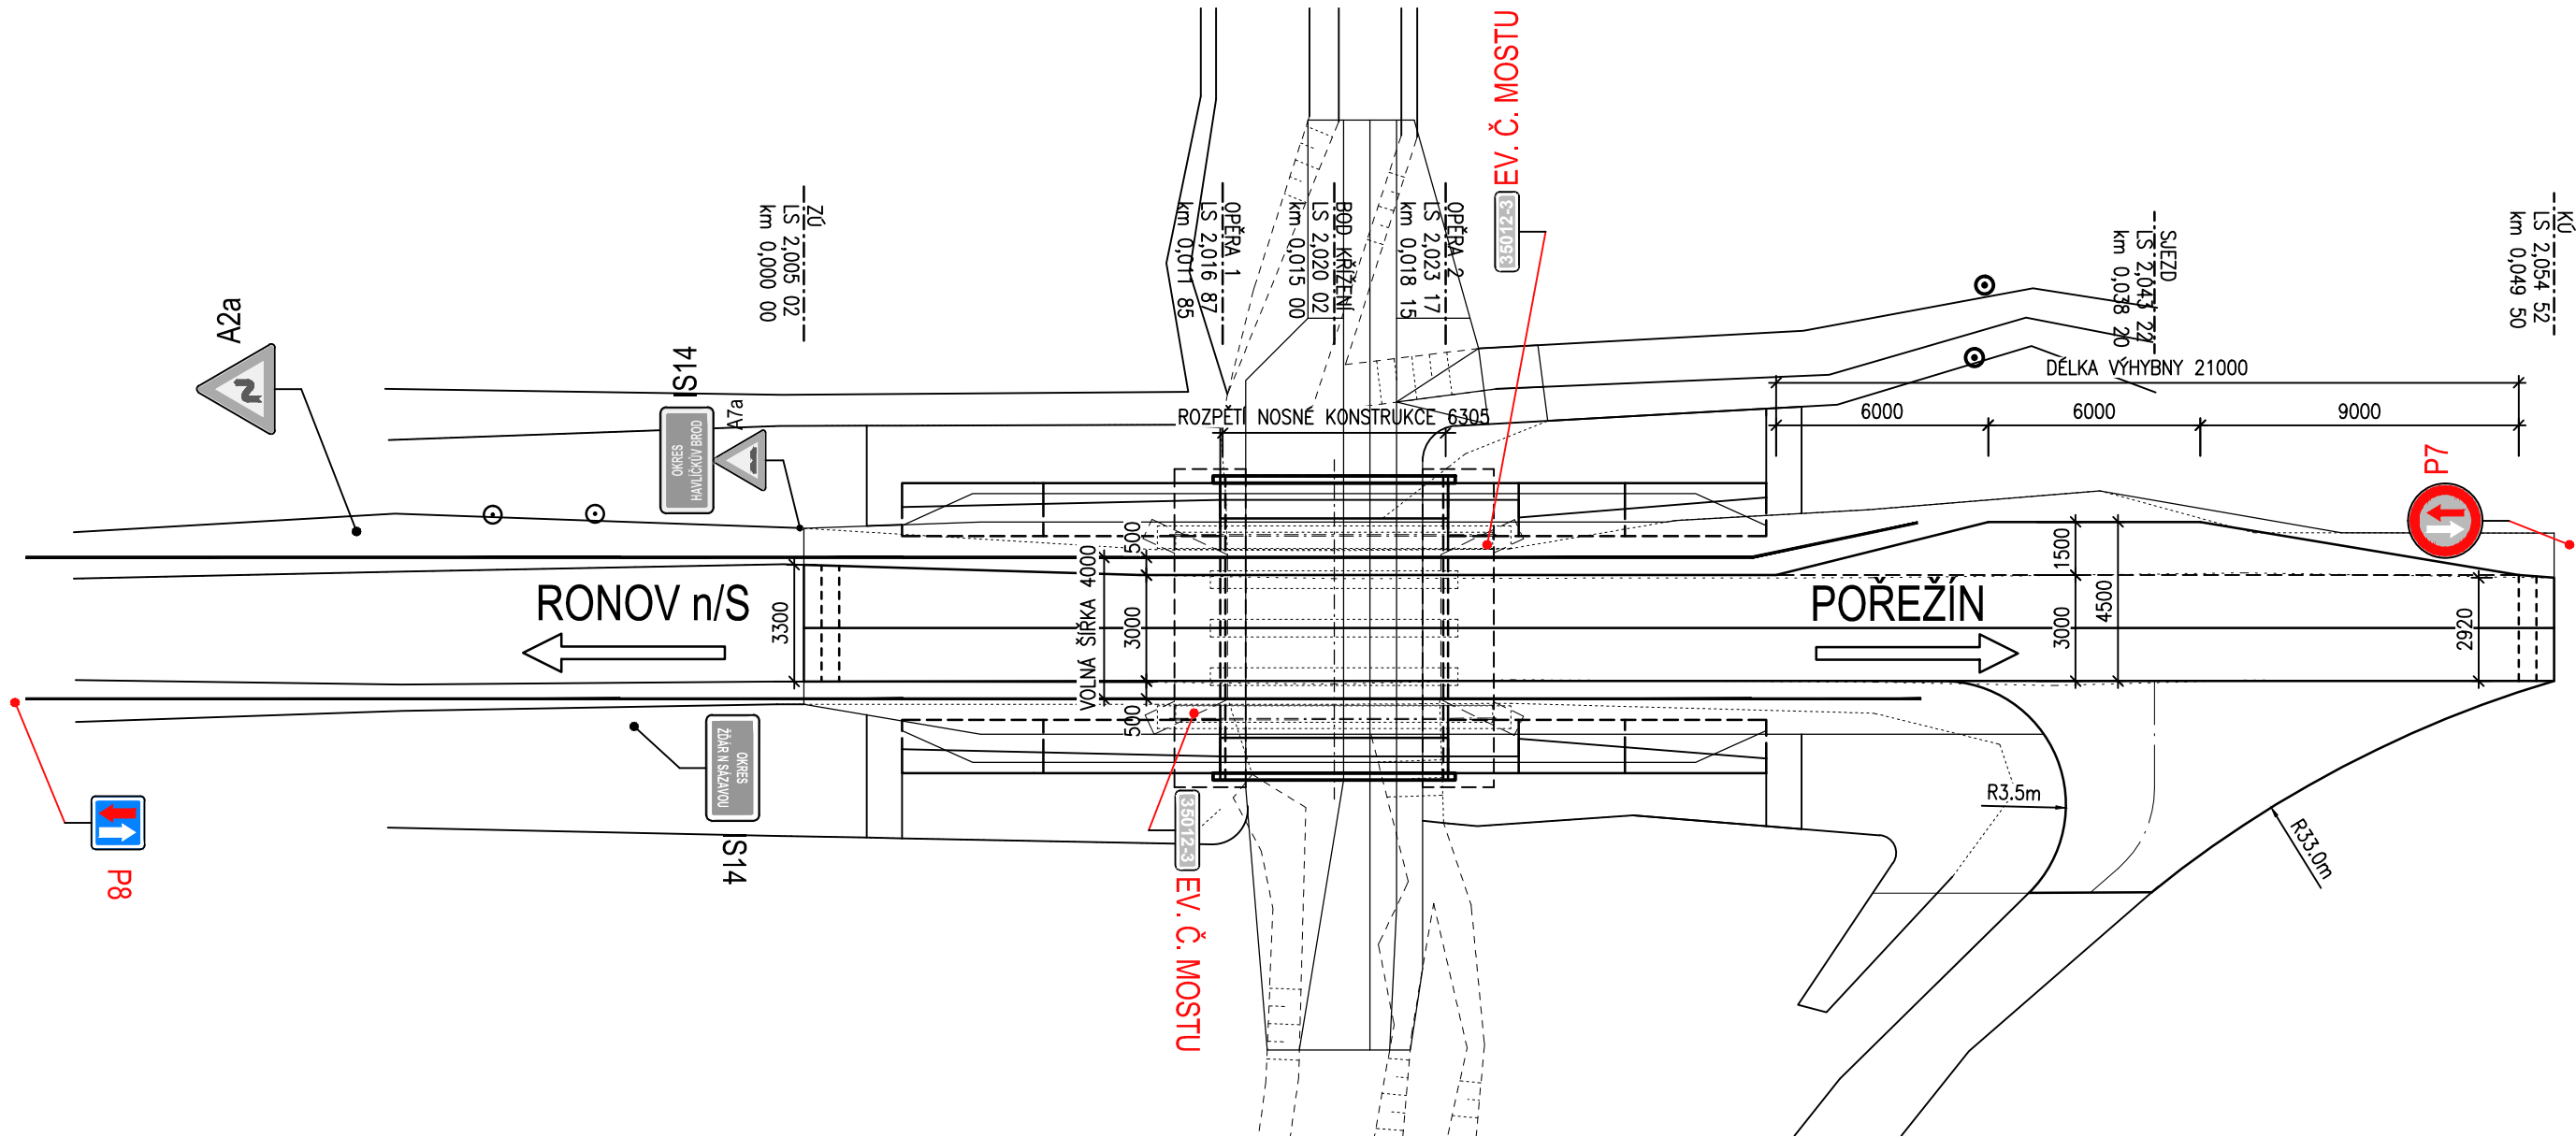 EV. Č. MOSTU
35012-3
ZÚ
LS 2,005 02
km 0,000 00
OPĚRA 1
LS 2,016 87
km 0,011 85
BOD KŘÍŽENÍ
LS 2,020 02
km 0,015 00
OPĚRA 2
LS 2,023 17
km 0,018 15
SJEZD
LS 2,043 22
km 0,038 20
KÚ
LS 2,054 52
km 0,049 50
DÉLKA VÝHYBNY 21000
6000
6000
9000
A2a
IS14
OKRES
HAVLÍČKŮV BROD
A7a
ROZPĚTÍ NOSNÉ KONSTRUKCE 6305
P7
RONOV n/S
3300
VOLNÁ ŠÍŘKA 4000
500
3000
500
POŘEŽÍN
1500
3000
4500
2920
OKRES
ŽĎÁR N SÁZAVOU
IS14
P8
35012-3
EV. Č. MOSTU
R3.5m
R33.0m